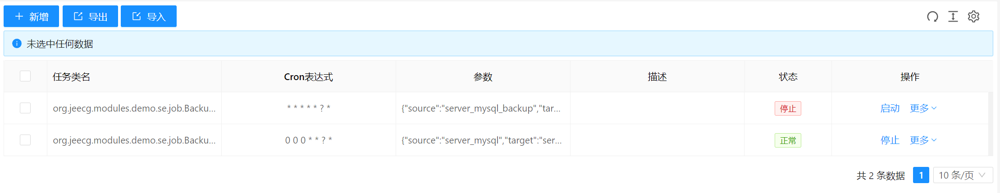 新增 导出 导入
未选中任何数据
任务类名 Cron表达式 参数 描述 状态 操作
org.jeecg.modules.demo.se.job.Backu... * * * * * ? * {"source":"server_mysql_backup","tar... 停止 启动 更多
org.jeecg.modules.demo.se.job.Backu... 0 0 0 * * ? * {"source":"server_mysql","target":"ser... 正常 停止 更多
共 2 条数据 1 10 条/页